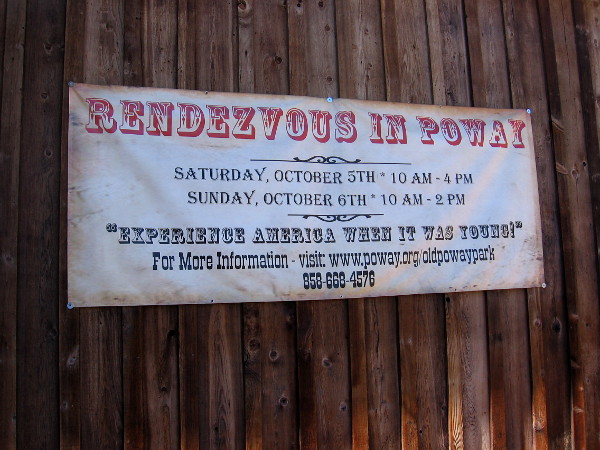 RENDEZVOUS IN POWAY
SATURDAY, OCTOBER 5TH * 10 AM - 4 PM
SUNDAY, OCTOBER 6TH * 10 AM - 2 PM
"EXPERIENCE AMERICA WHEN IT WAS YOUNG!"
For More Information - visit: www.poway.org/oldpowaypark
858-668-4576